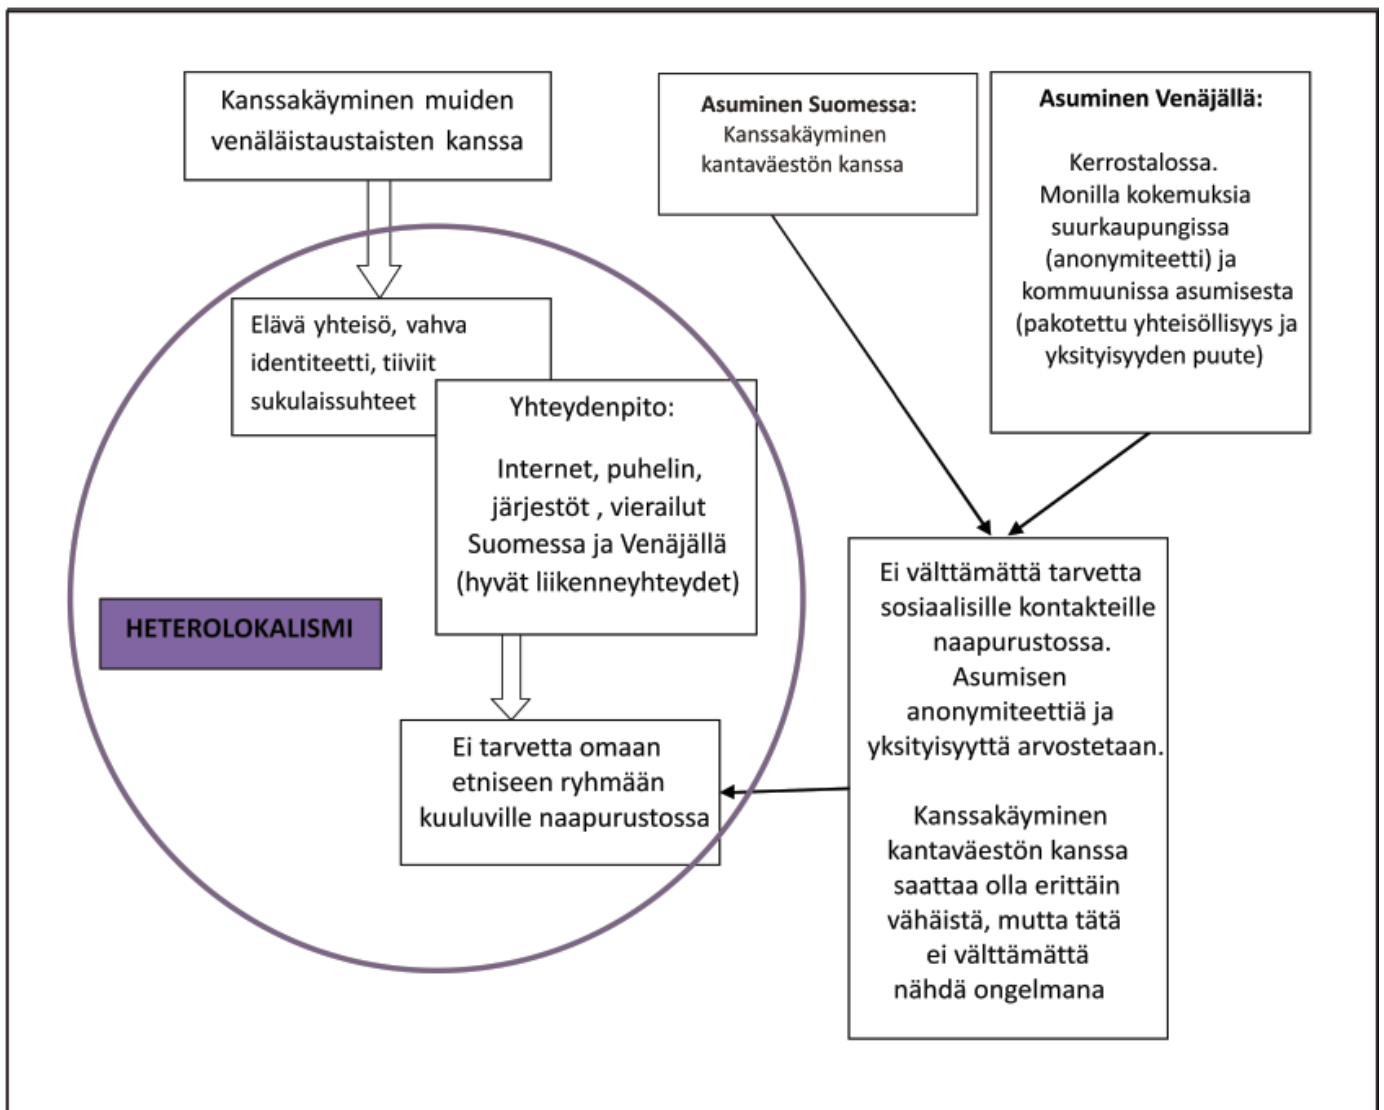 Kanssakäyminen muiden
venäläistaustaisten kanssa
Asuminen Suomessa:
Kanssakäyminen
kantaväestön kanssa
Asuminen Venäjällä:
Kerrostalossa.
Monilla kokemuksia
suurkaupungissa
(anonymiteetti) ja
kommuunissa asumisesta
(pakotettu yhteisöllisyys ja
yksityisyyden puute)
Elävä yhteisö, vahva
identiteetti, tiiviit
sukulaissuhteet
Yhteydenpito:
Internet, puhelin,
järjestöt , vierailut
Suomessa ja Venäjällä
(hyvät liikenneyhteydet)
HETEROLOKALISMI
Ei tarvetta omaan
etniseen ryhmään
kuuluville naapurustossa
Ei välttämättä tarvetta
sosiaalisille kontakteille
naapurustossa.
Asumisen
anonymiteettiä ja
yksityisyyttä arvostetaan.
Kanssakäyminen
kantaväestön kanssa
saattaa olla erittäin
vähäistä, mutta tätä
ei välttämättä
nähdä ongelmana